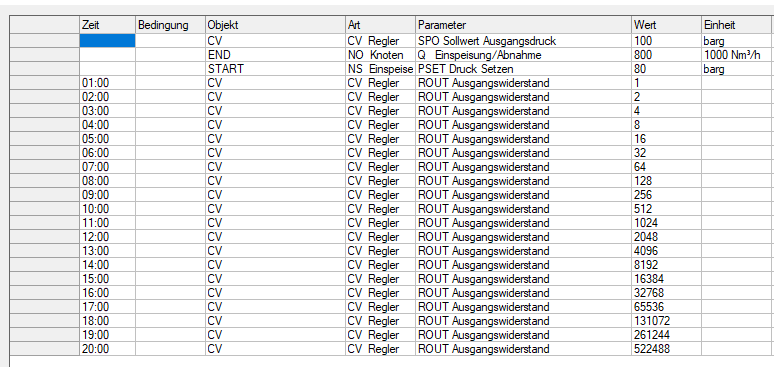 Zeit Bedingung Objekt Art Parameter Wert Einheit
CV CV Regler SPO Sollwert Ausgangsdruck 100 barg
END NO Knoten Q Einspeisung/Abnahme 800 1000 Nm³/h
START NS Einspeise PSET Druck Setzen 80 barg
01:00 CV CV Regler ROUT Ausgangswiderstand 1
02:00 CV CV Regler ROUT Ausgangswiderstand 2
03:00 CV CV Regler ROUT Ausgangswiderstand 4
04:00 CV CV Regler ROUT Ausgangswiderstand 8
05:00 CV CV Regler ROUT Ausgangswiderstand 16
06:00 CV CV Regler ROUT Ausgangswiderstand 32
07:00 CV CV Regler ROUT Ausgangswiderstand 64
08:00 CV CV Regler ROUT Ausgangswiderstand 128
09:00 CV CV Regler ROUT Ausgangswiderstand 256
10:00 CV CV Regler ROUT Ausgangswiderstand 512
11:00 CV CV Regler ROUT Ausgangswiderstand 1024
12:00 CV CV Regler ROUT Ausgangswiderstand 2048
13:00 CV CV Regler ROUT Ausgangswiderstand 4096
14:00 CV CV Regler ROUT Ausgangswiderstand 8192
15:00 CV CV Regler ROUT Ausgangswiderstand 16384
16:00 CV CV Regler ROUT Ausgangswiderstand 32768
17:00 CV CV Regler ROUT Ausgangswiderstand 65536
18:00 CV CV Regler ROUT Ausgangswiderstand 131072
19:00 CV CV Regler ROUT Ausgangswiderstand 261244
20:00 CV CV Regler ROUT Ausgangswiderstand 522488